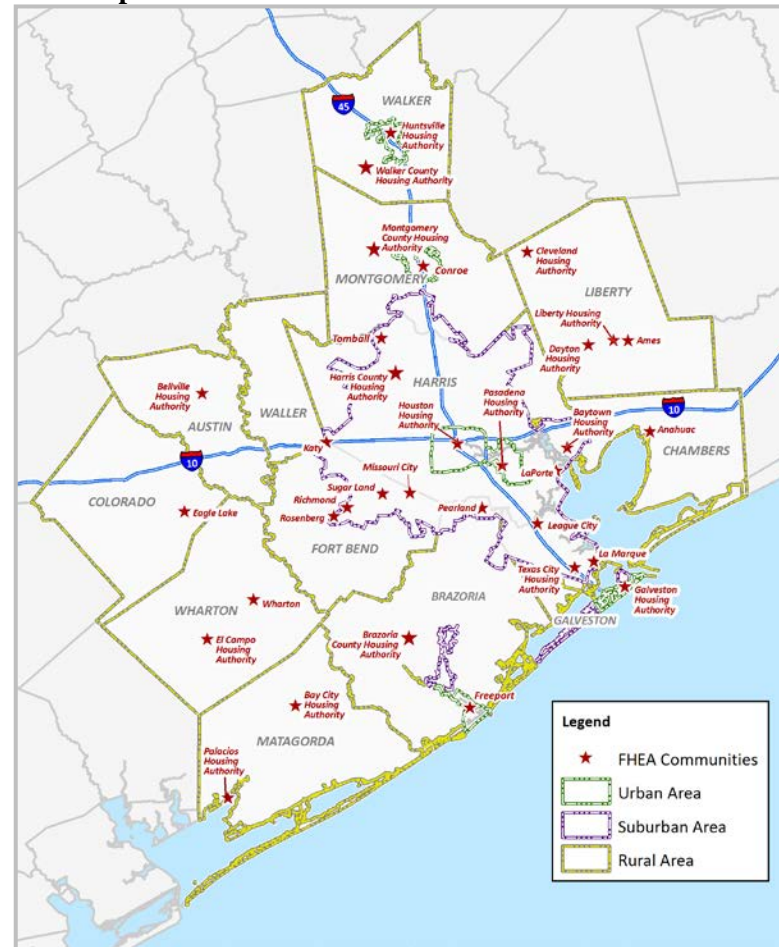 WALKER
45
Huntsville
Housing
Authority
Walker County
Housing Authority
Montgomery
County Housing
Authority
Conroe
MONTGOMERY
Cleveland
Housing
Authority
LIBERTY
Liberty Housing
Authority
Ames
Dayton
Housing
Authority
Tomball
Harris County
Housing
Authority
HARRIS
Bellville
Housing
Authority
AUSTIN
WALLER
Pasadena
Housing
Authority
Houston
Housing
Authority
Baytown
Housing
Authority
10
Anahuac
CHAMBERS
Katy
LaPorte
10
COLORADO
Eagle Lake
Missouri City
Sugar Land
Richmond
Rosenberg
Pearland
League City
FORT BEND
La Marque
Texas City
Housing
Authority
Galveston
Housing
Authority
GALVESTON
BRAZORIA
Wharton
WHARTON
El Campo
Housing
Authority
Brazoria
County Housing
Authority
Freeport
Bay City
Housing
Authority
MATAGORDA
Palacios
Housing
Authority
Legend
FHEA Communities
Urban Area
Suburban Area
Rural Area